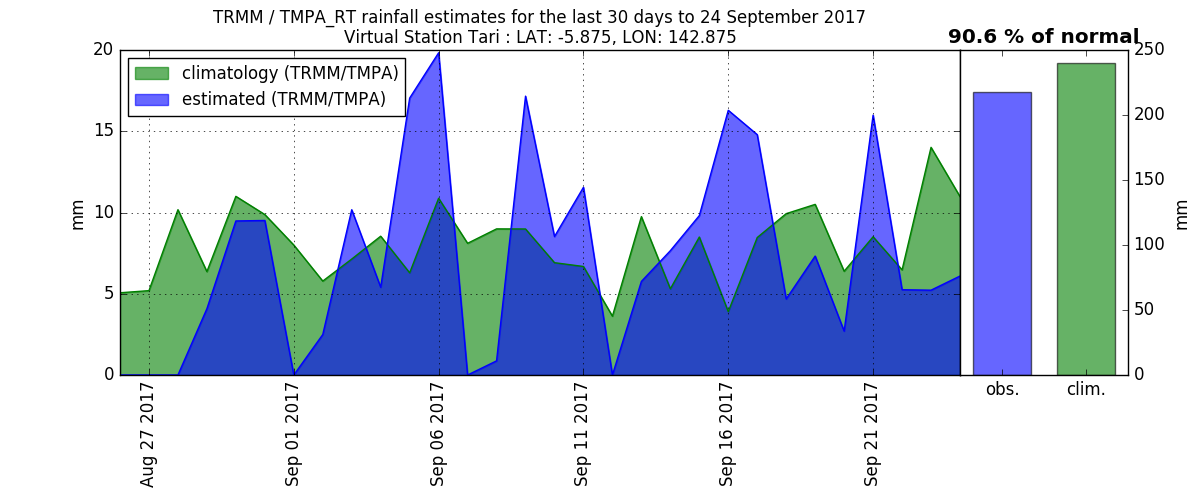 TRMM / TMPA_RT rainfall estimates for the last 30 days to 24 September 2017
Virtual Station Tari : LAT: -5.875, LON: 142.875
90.6 % of normal
climatology (TRMM/TMPA)
estimated (TRMM/TMPA)
20
15
10
5
0
mm
Aug 27 2017
Sep 01 2017
Sep 06 2017
Sep 11 2017
Sep 16 2017
Sep 21 2017
250
200
150
100
50
0
mm
obs.
clim.